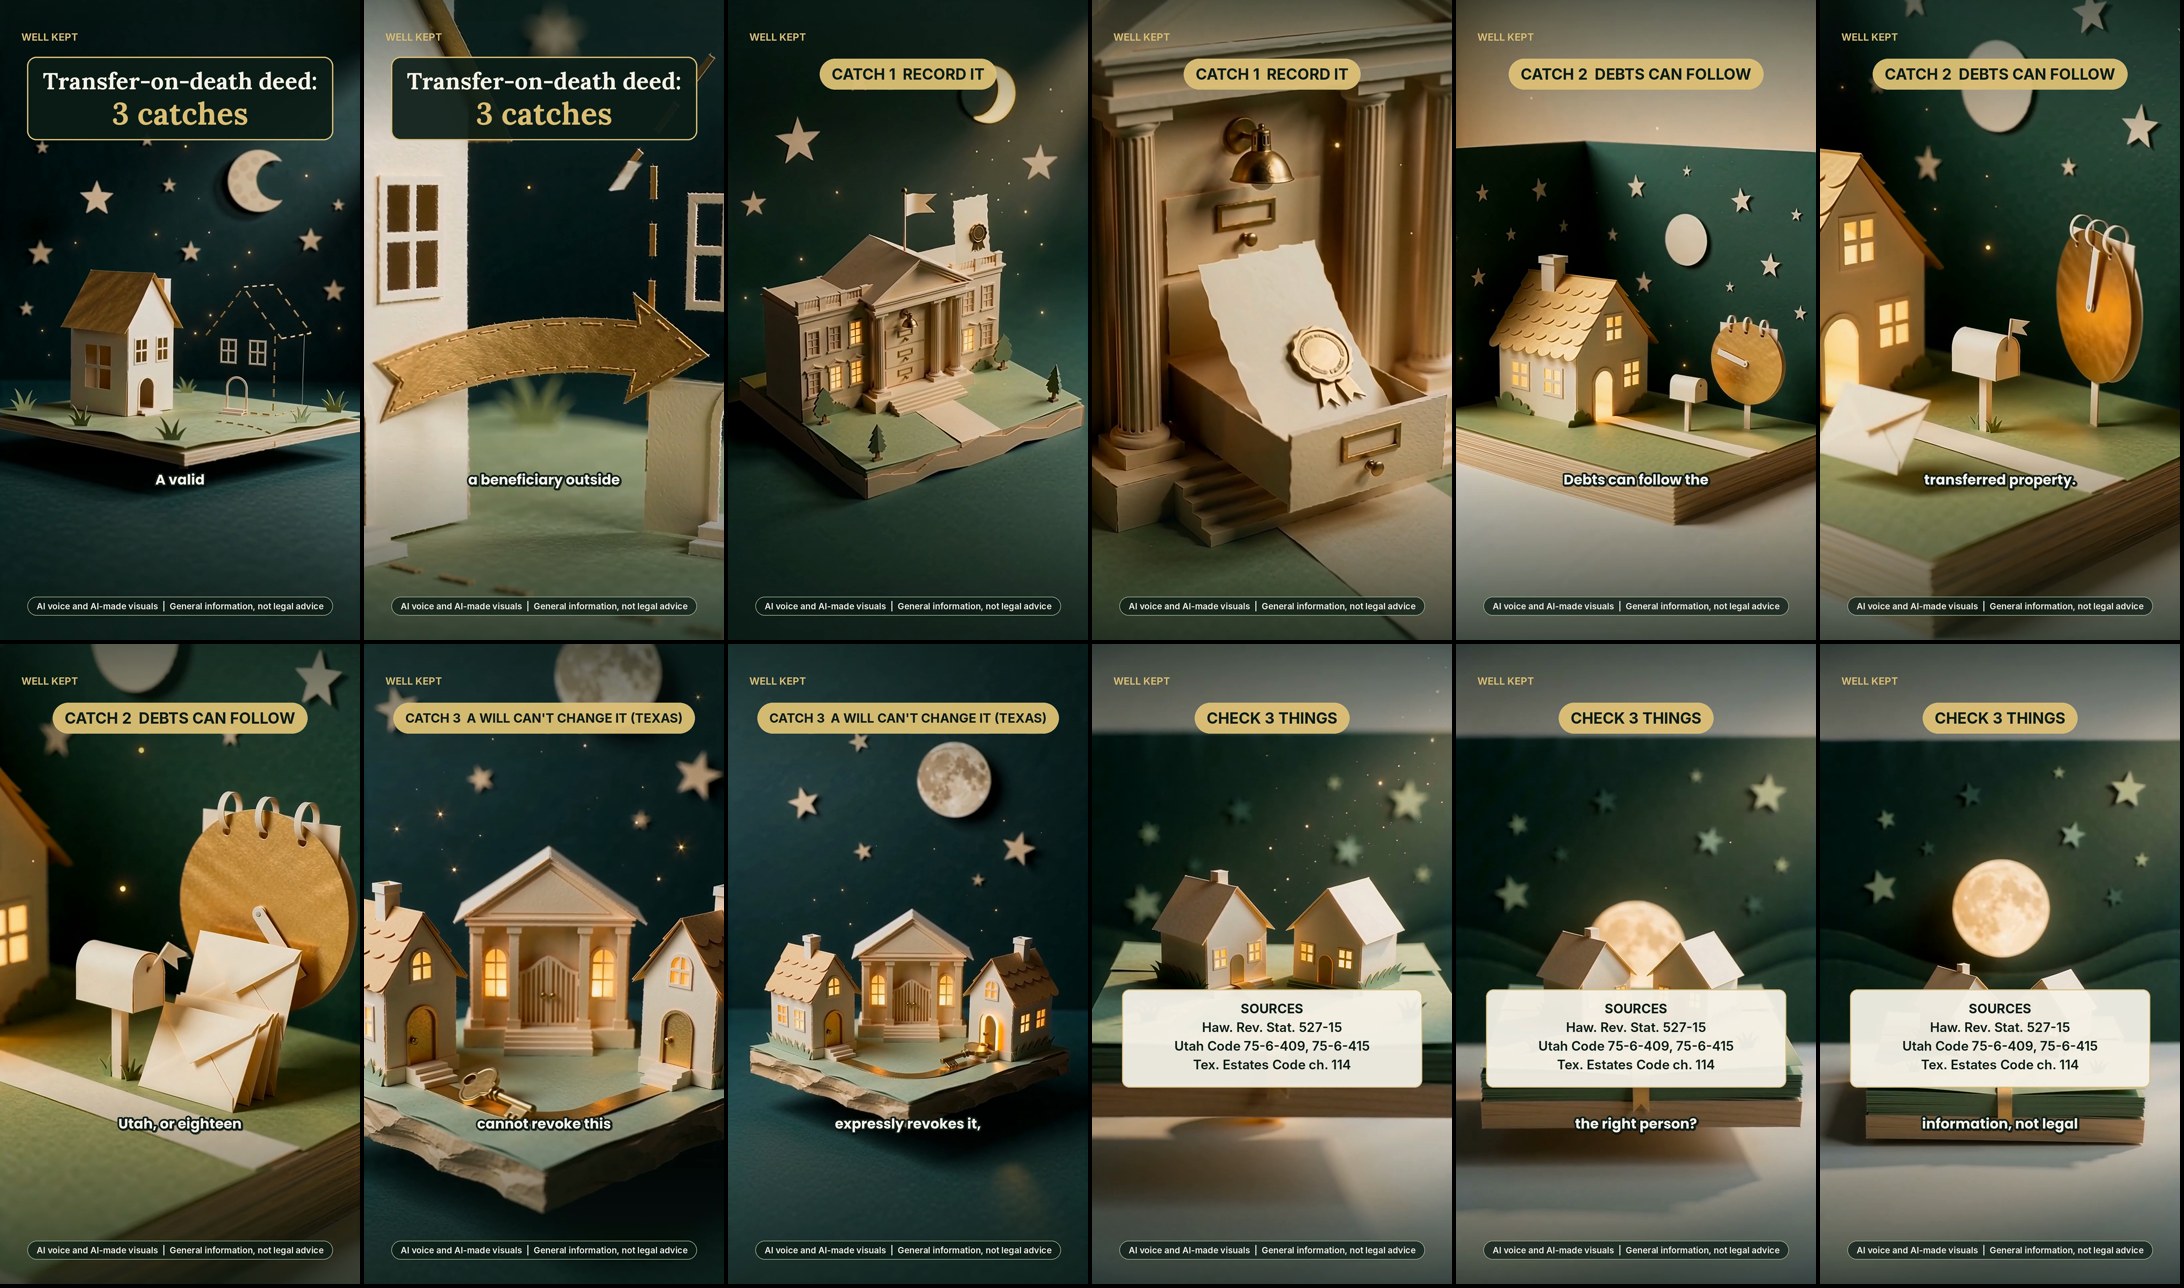 WELL KEPT
Transfer-on-death deed:
3 catches
A valid
AI voice and AI-made visuals | General information, not legal advice
WELL KEPT
Transfer-on-death deed:
3 catches
a beneficiary outside
AI voice and AI-made visuals | General information, not legal advice
WELL KEPT
CATCH 1 RECORD IT
AI voice and AI-made visuals | General information, not legal advice
WELL KEPT
CATCH 1 RECORD IT
AI voice and AI-made visuals | General information, not legal advice
WELL KEPT
CATCH 2 DEBTS CAN FOLLOW
Debts can follow the
AI voice and AI-made visuals | General information, not legal advice
WELL KEPT
CATCH 2 DEBTS CAN FOLLOW
transferred property.
AI voice and AI-made visuals | General information, not legal advice
WELL KEPT
CATCH 2 DEBTS CAN FOLLOW
Utah, or eighteen
AI voice and AI-made visuals | General information, not legal advice
WELL KEPT
CATCH 3 A WILL CAN'T CHANGE IT (TEXAS)
cannot revoke this
AI voice and AI-made visuals | General information, not legal advice
WELL KEPT
CATCH 3 A WILL CAN'T CHANGE IT (TEXAS)
expressly revokes it,
AI voice and AI-made visuals | General information, not legal advice
WELL KEPT
CHECK 3 THINGS
SOURCES
Haw. Rev. Stat. 527-15
Utah Code 75-6-409, 75-6-415
Tex. Estates Code ch. 114
AI voice and AI-made visuals | General information, not legal advice
WELL KEPT
CHECK 3 THINGS
SOURCES
Haw. Rev. Stat. 527-15
Utah Code 75-6-409, 75-6-415
Tex. Estates Code ch. 114
the right person?
AI voice and AI-made visuals | General information, not legal advice
WELL KEPT
CHECK 3 THINGS
SOURCES
Haw. Rev. Stat. 527-15
Utah Code 75-6-409, 75-6-415
Tex. Estates Code ch. 114
information, not legal
AI voice and AI-made visuals | General information, not legal advice